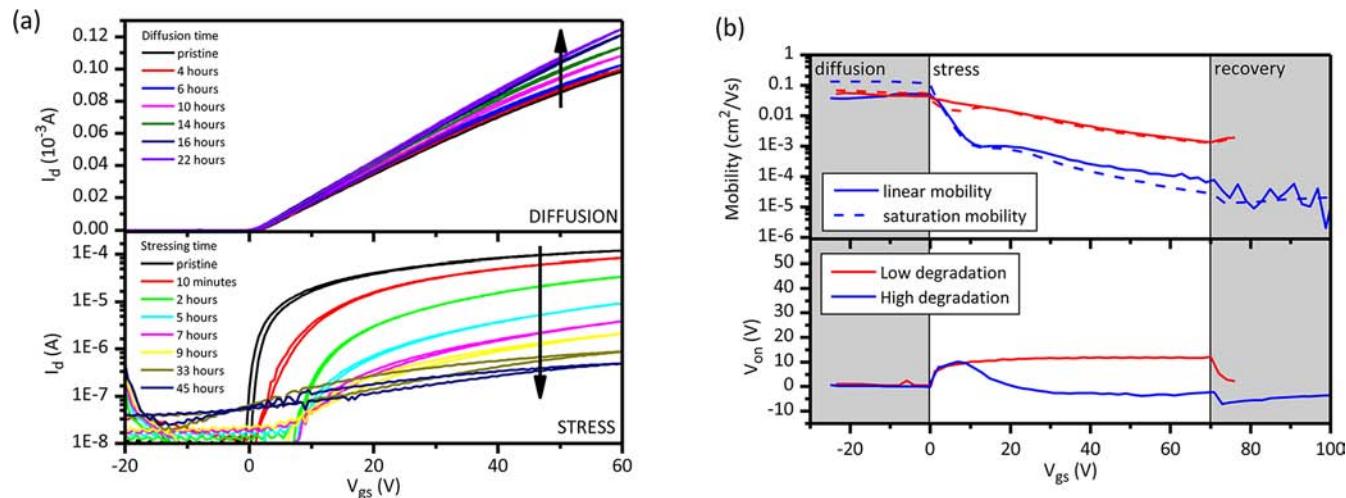 (a)
0.12
0.10
0.08
0.06
0.04
0.02
0.00
I_d (10⁻³A)
Diffusion time
pristine
4 hours
6 hours
10 hours
14 hours
16 hours
22 hours
DIFFUSION
1E-4
1E-5
1E-6
1E-7
1E-8
I_d (A)
Stressing time
pristine
10 minutes
2 hours
5 hours
7 hours
9 hours
33 hours
45 hours
STRESS
-20 0 20 40 60
V_gs (V)
(b)
1
0.1
0.01
1E-3
1E-4
1E-5
1E-6
Mobility (cm²/Vs)
diffusion stress recovery
linear mobility
saturation mobility
50
40
30
20
10
0
-10
V_on (V)
Low degradation
High degradation
-20 0 20 40 60 80 100
V_gs (V)